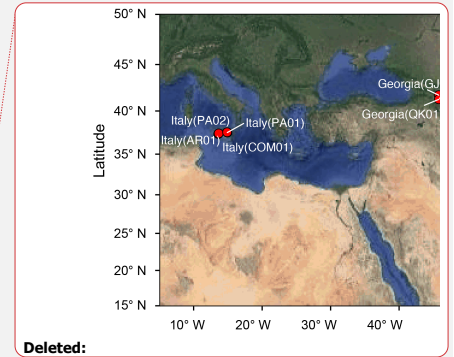 50° N
45° N
Georgia(GJ
40° N
Georgia(QK01
Italy(PA02)
Italy(PA01)
Italy(AR01)
Italy(COM01)
Latitude
35° N
30° N
25° N
20° N
15° N
10° W 20° W 30° W 40° W
Deleted: